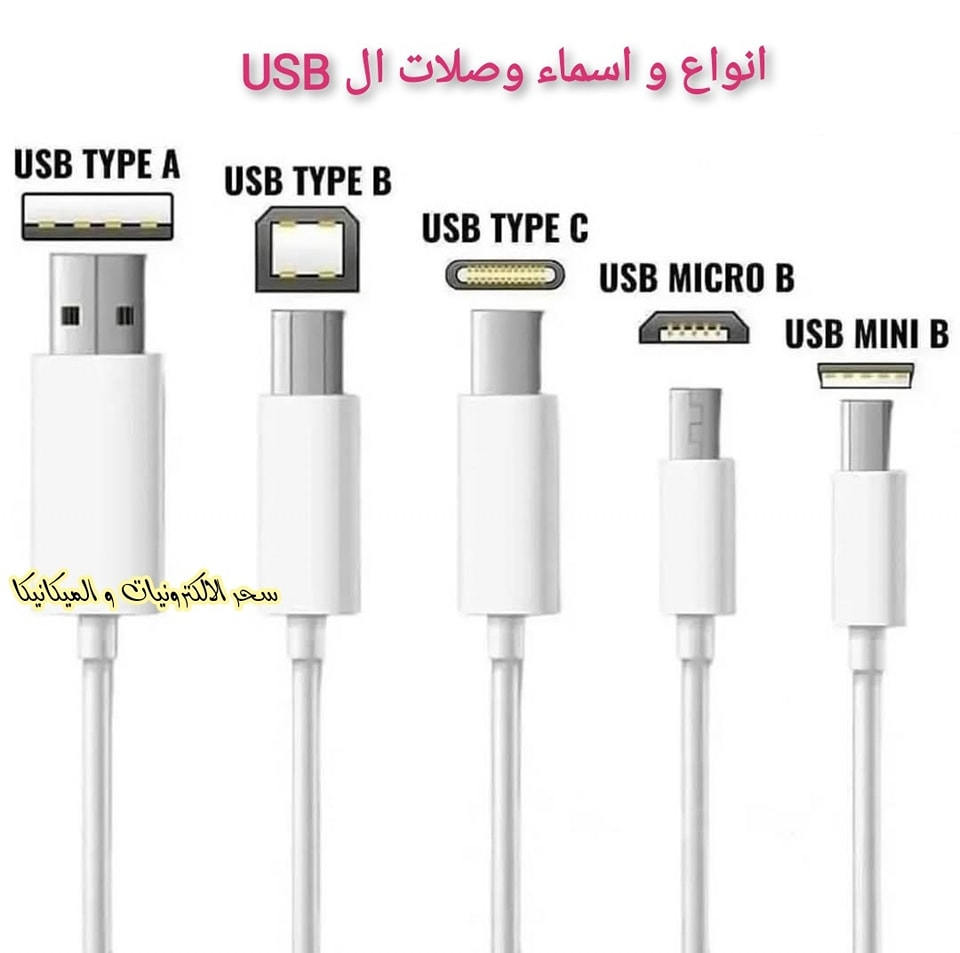 انواع و اسماء وصلات ال USB
USB TYPE A
USB TYPE B
USB TYPE C
USB MICRO B
USB MINI B
سحر الالكترونيات و الميكانيكا